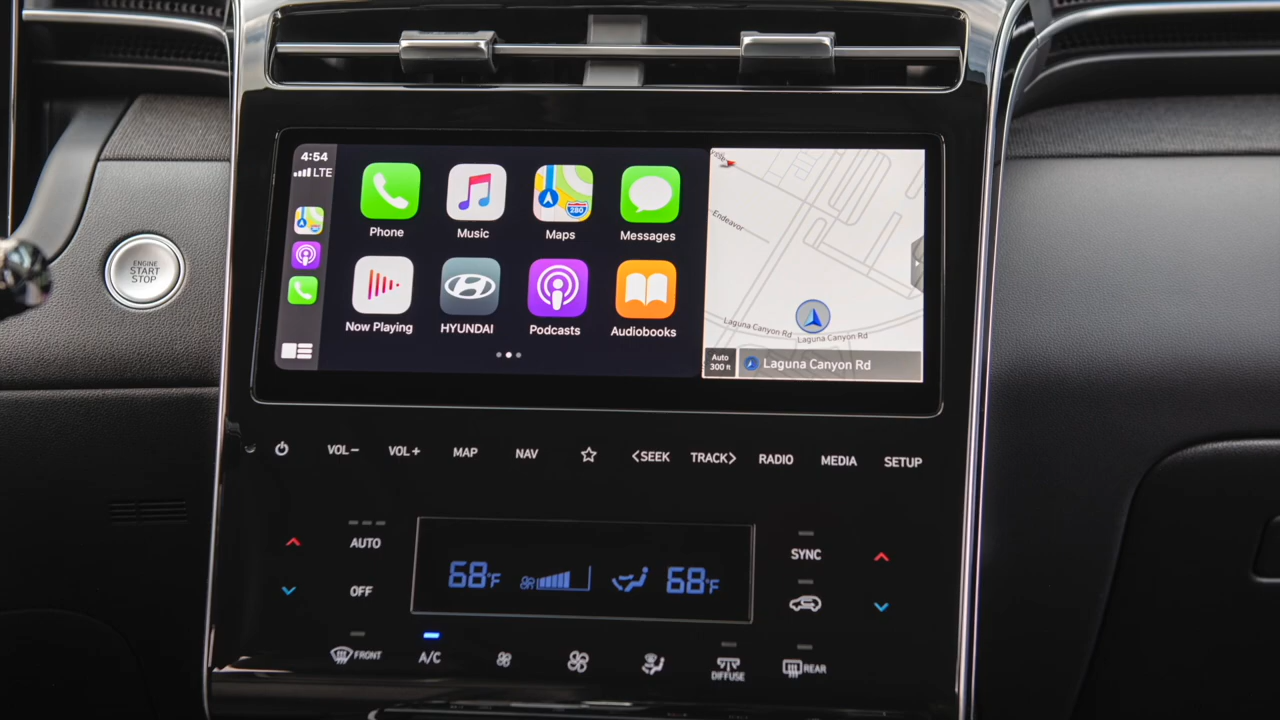 ENGINE
START
STOP
4:54
LTE
Phone
Music
Maps
280
Messages
Now Playing
HYUNDAI
Podcasts
Audiobooks
Endeavor
Laguna Canyon Rd
Laguna Canyon Rd
Auto
300 ft
Laguna Canyon Rd
VOL−
VOL+
MAP
NAV
<SEEK
TRACK>
RADIO
MEDIA
SETUP
AUTO
OFF
68°F
68°F
SYNC
FRONT
A/C
DIFFUSE
REAR